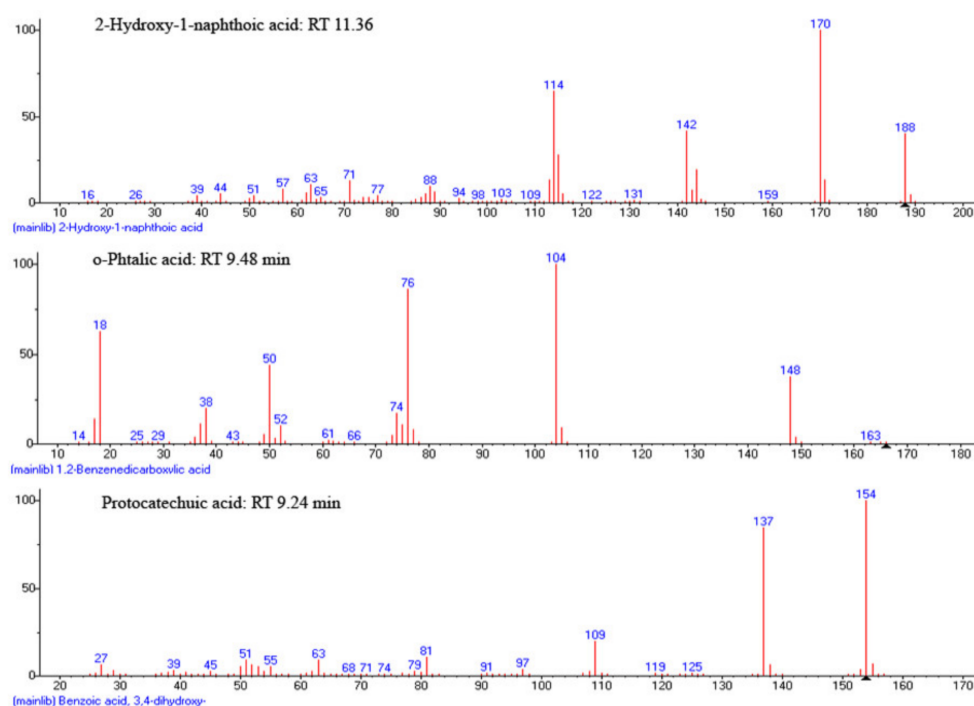 2-Hydroxy-1-naphthoic acid: RT 11.36
100
170
114
50
142
188
16 26 39 44 51 57 63 65 71 77 88 94 98 103 109 122 131 159
0
10 20 30 40 50 60 70 80 90 100 110 120 130 140 150 160 170 180 190 200
(mainlib) 2-Hydroxy-1-naphthoic acid
o-Phtalic acid: RT 9.48 min
100
104
76
18
50
50
148
38
74
52
14 25 29 43 61 66 163
0
10 20 30 40 50 60 70 80 90 100 110 120 130 140 150 160 170 180
(mainlib) 1,2-Benzenedicarboxylic acid
Protocatechuic acid: RT 9.24 min
100
154
137
50
109
27 39 45 51 55 63 68 71 74 79 81 91 97 119 125
0
20 30 40 50 60 70 80 90 100 110 120 130 140 150 160 170
(mainlib) Benzoic acid, 3,4-dihydroxy-